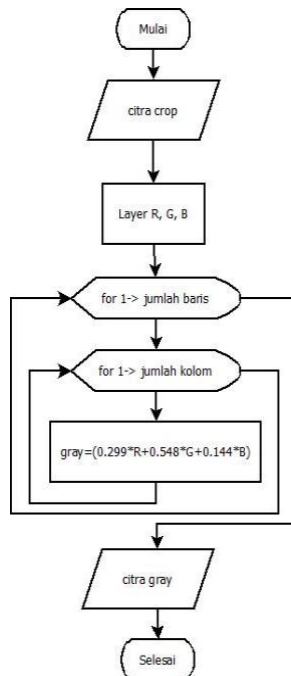 Mulai
citra crop
Layer R, G, B
for 1-> jumlah baris
for 1-> jumlah kolom
gray=(0.299*R+0.548*G+0.144*B)
citra gray
Selesai